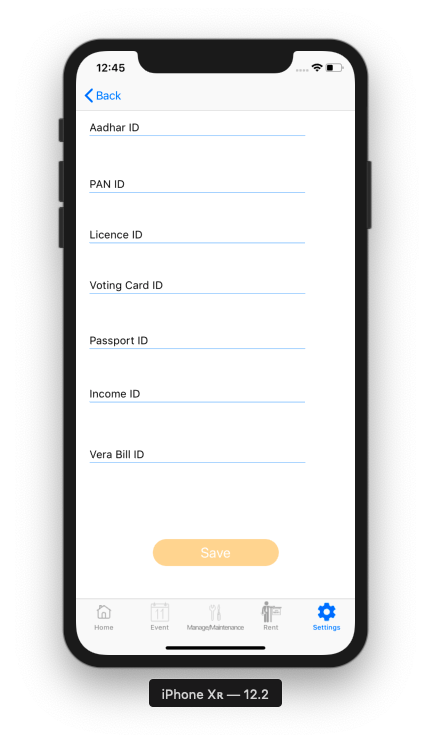 12:45
Back
Aadhar ID
PAN ID
Licence ID
Voting Card ID
Passport ID
Income ID
Vera Bill ID
Save
Home Event Manage/Maintenance Rent Settings
iPhone XR — 12.2